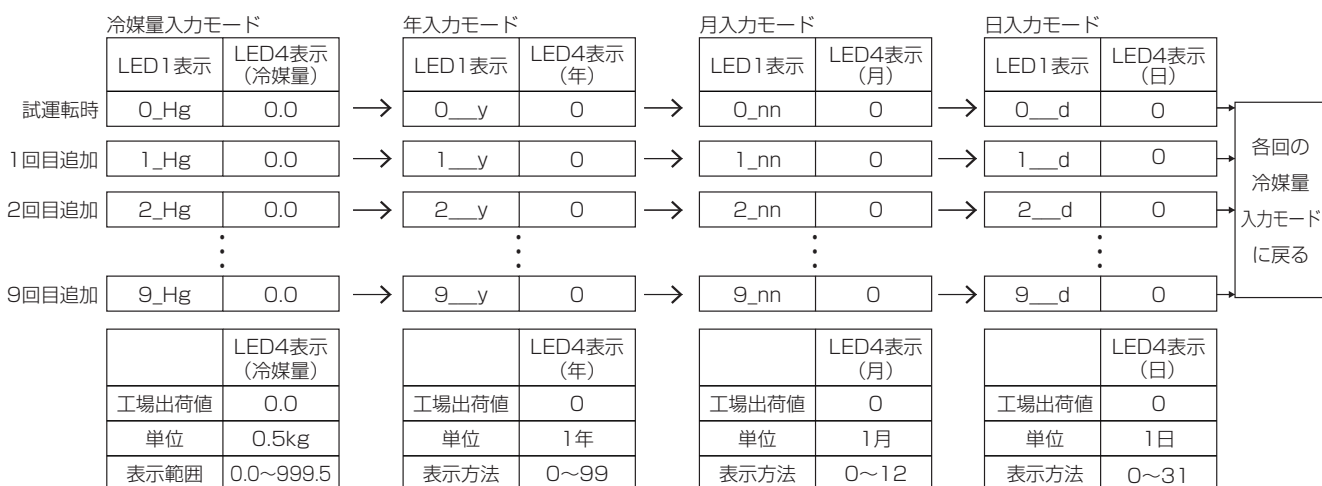 冷媒量入力モード 年入力モード 月入力モード 日入力モード
LED1表示 LED4表示(冷媒量) LED1表示 LED4表示(年) LED1表示 LED4表示(月) LED1表示 LED4表示(日)
試運転時 0_Hg 0.0 → 0__y 0 → 0_nn 0 → 0__d 0
1回目追加 1_Hg 0.0 → 1__y 0 → 1_nn 0 → 1__d 0
2回目追加 2_Hg 0.0 → 2__y 0 → 2_nn 0 → 2__d 0
9回目追加 9_Hg 0.0 → 9__y 0 → 9_nn 0 → 9__d 0
各回の
冷媒量
入力モード
に戻る
LED4表示(冷媒量) LED4表示(年) LED4表示(月) LED4表示(日)
工場出荷値 0.0 工場出荷値 0 工場出荷値 0 工場出荷値 0
単位 0.5kg 単位 1年 単位 1月 単位 1日
表示範囲 0.0〜999.5 表示方法 0〜99 表示方法 0〜12 表示方法 0〜31